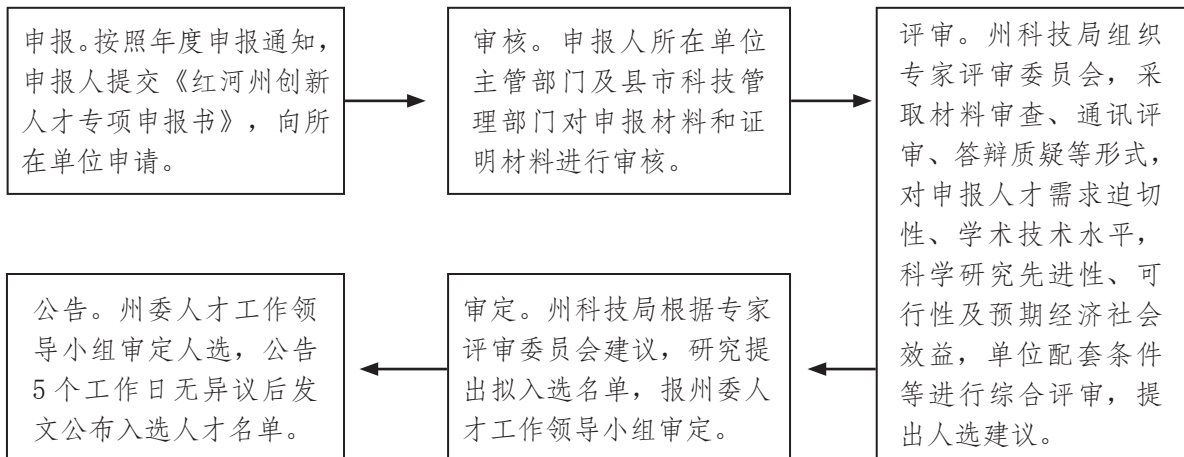 申报。按照年度申报通知，
申报人提交《红河州创新
人才专项申报书》，向所
在单位申请。
审核。申报人所在单位
主管部门及县市科技管
理部门对申报材料和证
明材料进行审核。
评审。州科技局组织
专家评审委员会，采
取材料审查、通讯评
审、答辩质疑等形式，
对申报人才需求迫切
性、学术技术水平，
科学研究先进性、可
行性及预期经济社会
效益，单位配套条件
等进行综合评审，提
出人选建议。
审定。州科技局根据专家
评审委员会建议，研究提
出拟入选名单，报州委人
才工作领导小组审定。
公告。州委人才工作领
导小组审定人选，公告
5个工作日无异议后发
文公布入选人才名单。